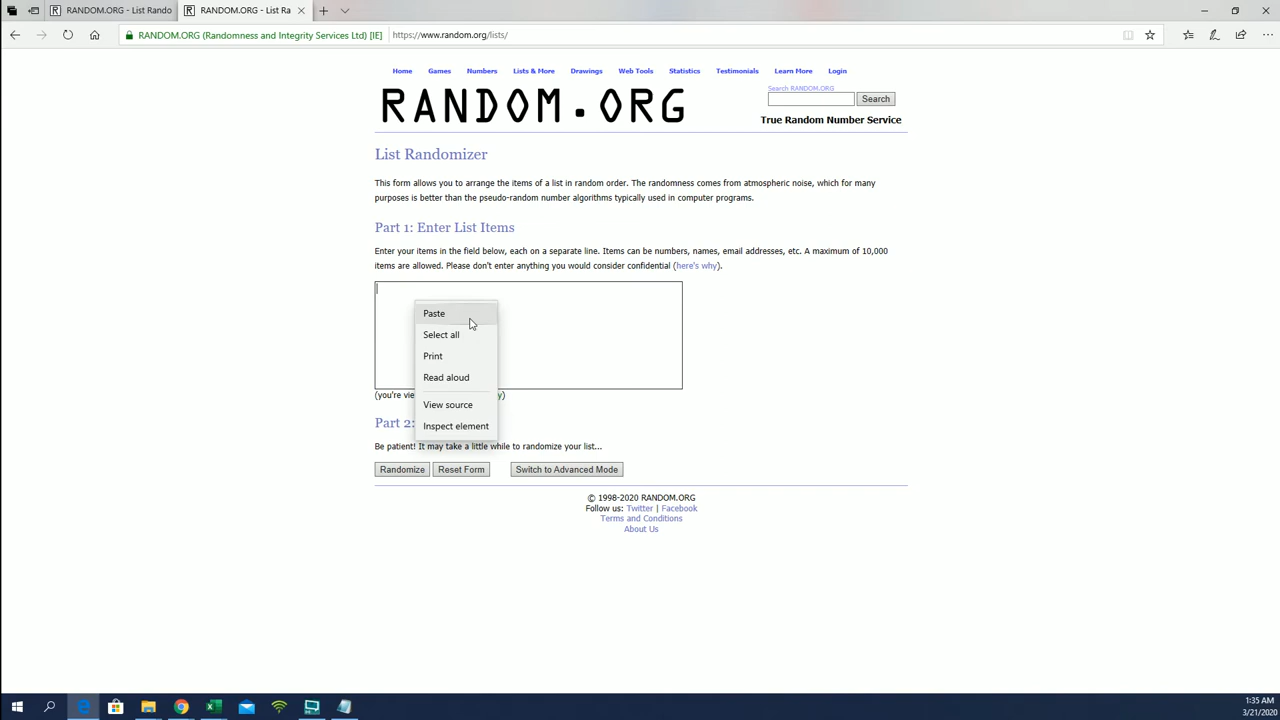 RANDOM.ORG - List Rando
RANDOM.ORG - List Ra
RANDOM.ORG (Randomness and Integrity Services Ltd) [IE]
https://www.random.org/lists/
Home Games Numbers Lists & More Drawings Web Tools Statistics Testimonials Learn More Login
RANDOM.ORG
Search RANDOM.ORG
Search
True Random Number Service
List Randomizer
This form allows you to arrange the items of a list in random order. The randomness comes from atmospheric noise, which for many
purposes is better than the pseudo-random number algorithms typically used in computer programs.
Part 1: Enter List Items
Enter your items in the field below, each on a separate line. Items can be numbers, names, email addresses, etc. A maximum of 10,000
items are allowed. Please don't enter anything you would consider confidential (here's why).
Paste
Select all
Print
Read aloud
View source
Inspect element
(you're
Part 2:
Be patient! It may take a little while to randomize your list...
Randomize Reset Form Switch to Advanced Mode
© 1998-2020 RANDOM.ORG
Follow us: Twitter | Facebook
Terms and Conditions
About Us
1:35 AM
3/21/2020